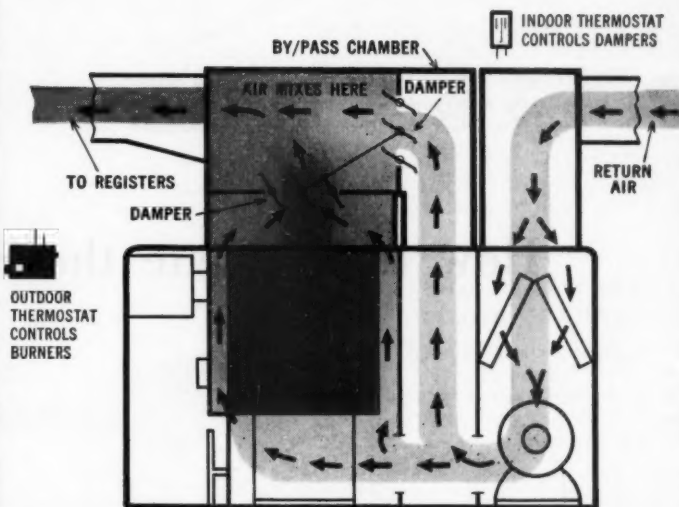 INDOOR THERMOSTAT
CONTROLS DAMPERS
BY/PASS CHAMBER
AIR MIXES HERE
DAMPER
TO REGISTERS
RETURN
AIR
DAMPER
OUTDOOR
THERMOSTAT
CONTROLS
BURNERS